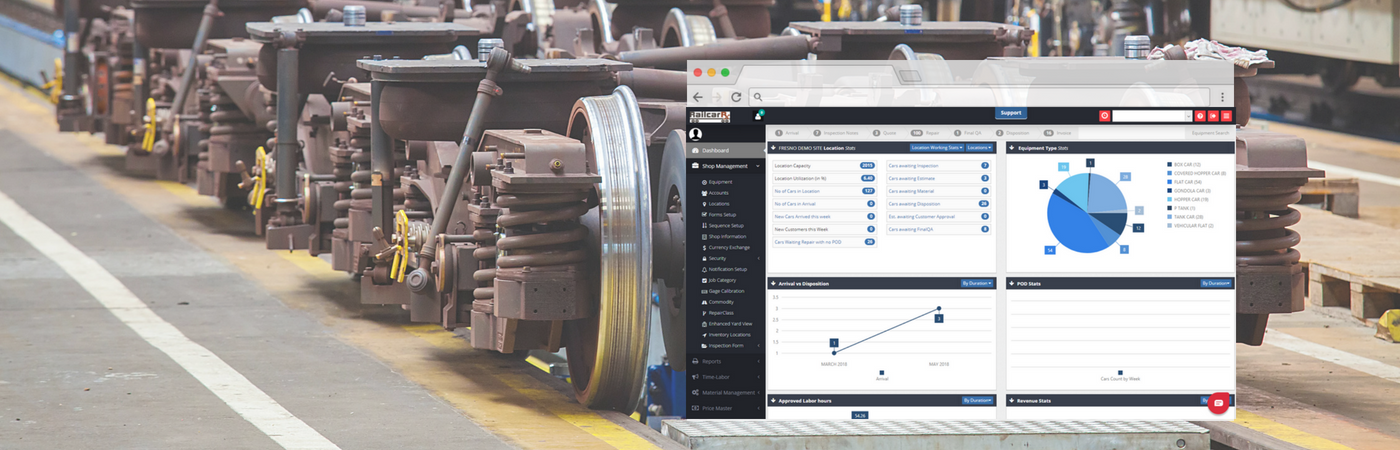 Support
RailcarRx
1 Arrival 7 Inspection Notes 3 Quote 100 Repair 1 Final QA 2 Disposition 16 Invoice Equipment Search
Dashboard
Shop Management
Equipment
Accounts
Locations
Forms Setup
Sequence Setup
Shop Information
Currency Exchange
Security
Notification Setup
Job Category
Gage Calibration
Commodity
RepairClass
Enhanced Yard View
Inventory Locations
Inspection Form
Reports
Time Labor
Material Management
Price Master
FRESNO DEMO SITE Location Stats Location Working Stats Locations
Location Capacity 2015
Location Utilization (in %) 6.40
No of Cars in Location 127
No of Cars in Arrival 0
New Cars Arrived this week 0
New Customers this Week 0
Cars Waiting Repair with no POD 20
Cars awaiting Inspection 7
Cars awaiting Estimate 3
Cars awaiting Material 0
Cars awaiting Disposition 26
Est. awaiting Customer Approval 0
Cars awaiting FinalQA 0
Equipment Type Stats
BOX CAR (12)
COVERED HOPPER CAR (8)
FLAT CAR (54)
GONDOLA CAR (3)
HOPPER CAR (19)
P TANK (1)
TANK CAR (28)
VEHICULAR FLAT (2)
1
19
28
3
2
12
54
8
Arrival vs Disposition By Duration
3.5
3
2.5
2
1.5
1
1
3
MARCH-2018 MAY-2018
Arrival
POD Stats By Duration
Cars Count by Week
Approved Labor hours By Duration
54.26
Revenue Stats